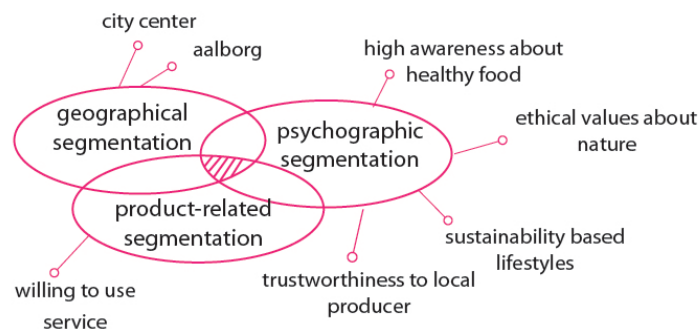 city center
aalborg
high awareness about
healthy food
geographical
segmentation
psychographic
segmentation
ethical values about
nature
product-related
segmentation
sustainability based
lifestyles
trustworthiness to local
producer
willing to use
service